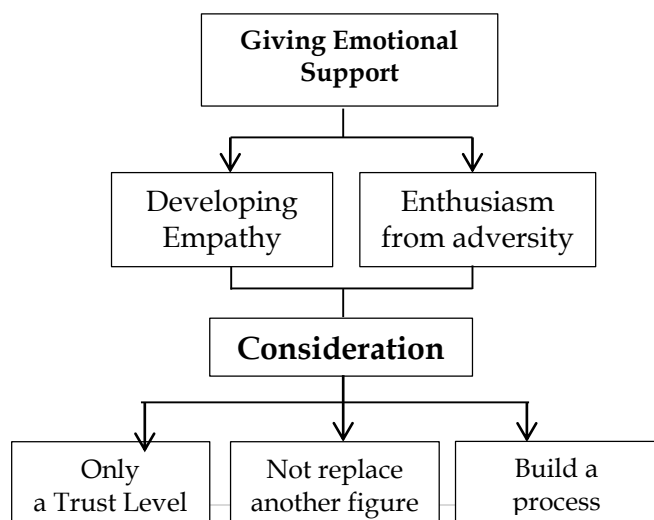 Giving Emotional
Support
Developing
Empathy
Enthusiasm
from adversity
Consideration
Only
a Trust Level
Not replace
another figure
Build a
process